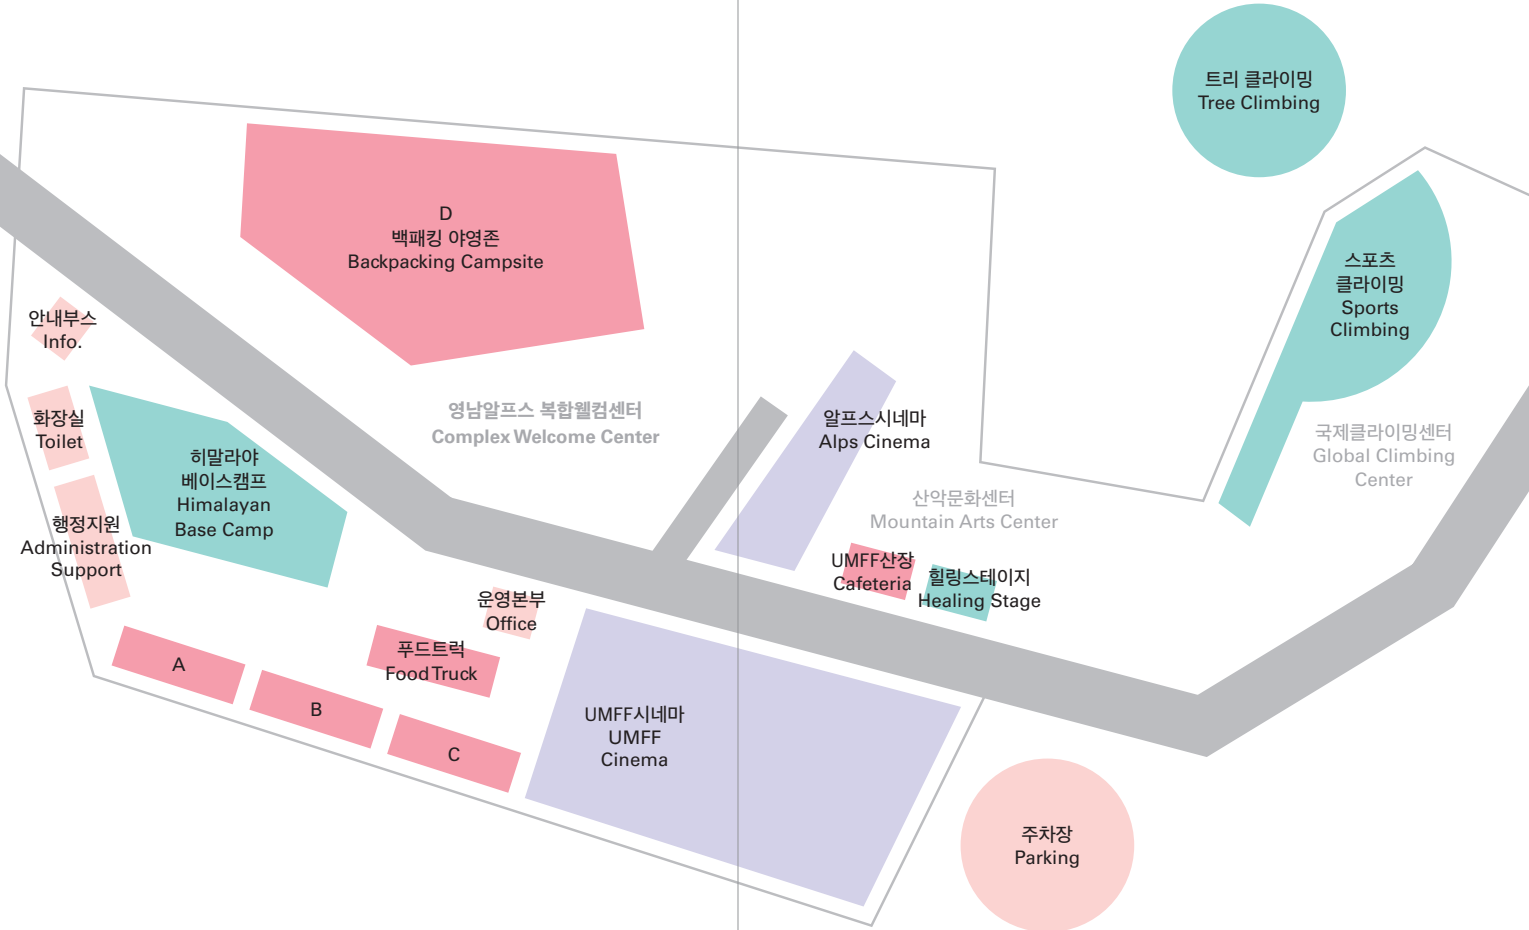 트리 클라이밍
Tree Climbing
D
백패킹 야영존
Backpacking Campsite
스포츠
클라이밍
Sports
Climbing
안내부스
Info.
화장실
Toilet
영남알프스 복합웰컴센터
Complex Welcome Center
알프스시네마
Alps Cinema
국제클라이밍센터
Global Climbing
Center
히말라야
베이스캠프
Himalayan
Base Camp
산악문화센터
Mountain Arts Center
행정지원
Administration
Support
UMFF산장
Cafeteria
힐링스테이지
Healing Stage
운영본부
Office
푸드트럭
Food Truck
A
B
C
UMFF시네마
UMFF
Cinema
주차장
Parking